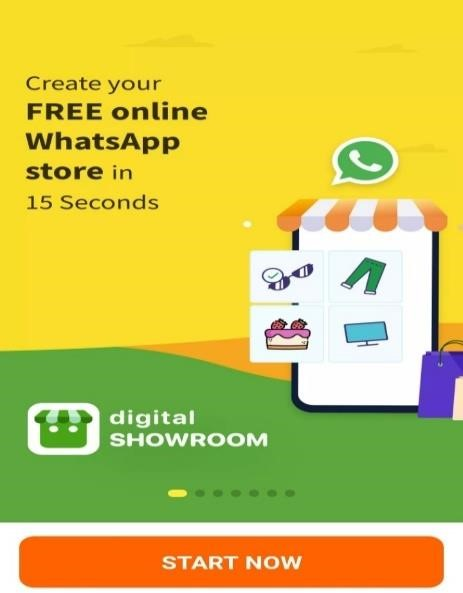 Create your
FREE online
WhatsApp
store in
15 Seconds
digital
SHOWROOM
START NOW